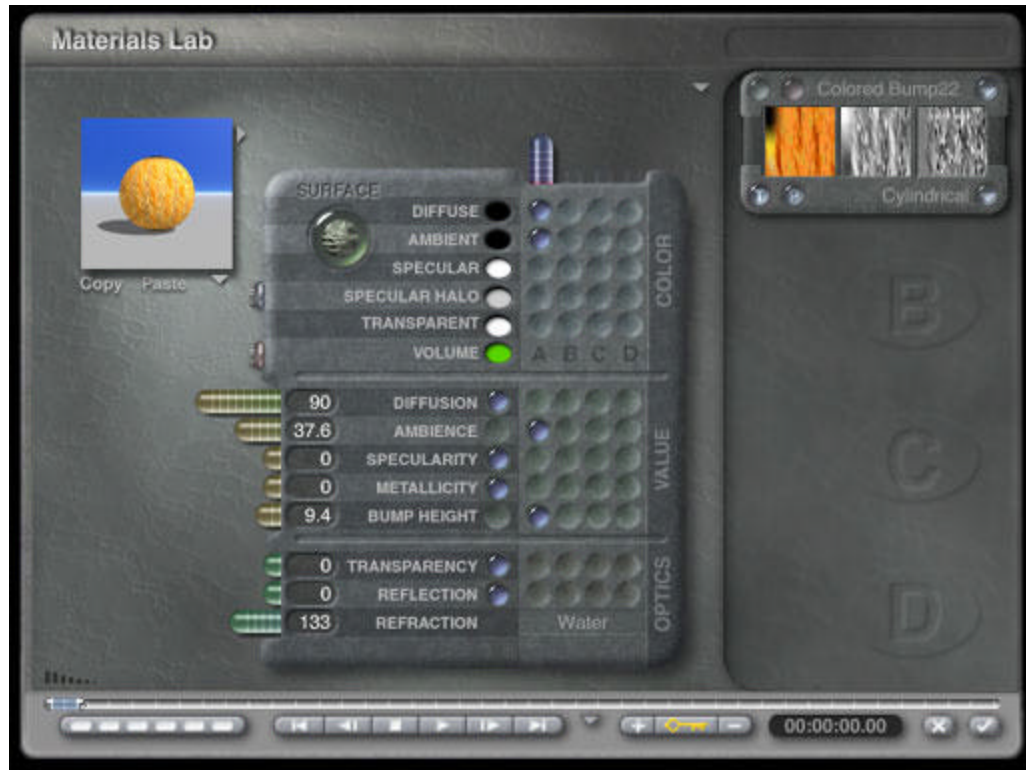 Materials Lab
Colored Bump22
Cylindrical
Copy Paste
SURFACE
DIFFUSE
AMBIENT
SPECULAR
SPECULAR HALO
TRANSPARENT
VOLUME
A B C D
COLOR
90 DIFFUSION
37.6 AMBIENCE
0 SPECULARITY
0 METALLICITY
9.4 BUMP HEIGHT
VALUE
0 TRANSPARENCY
0 REFLECTION
133 REFRACTION Water
OPTICS
B
C
D
00:00:00.00